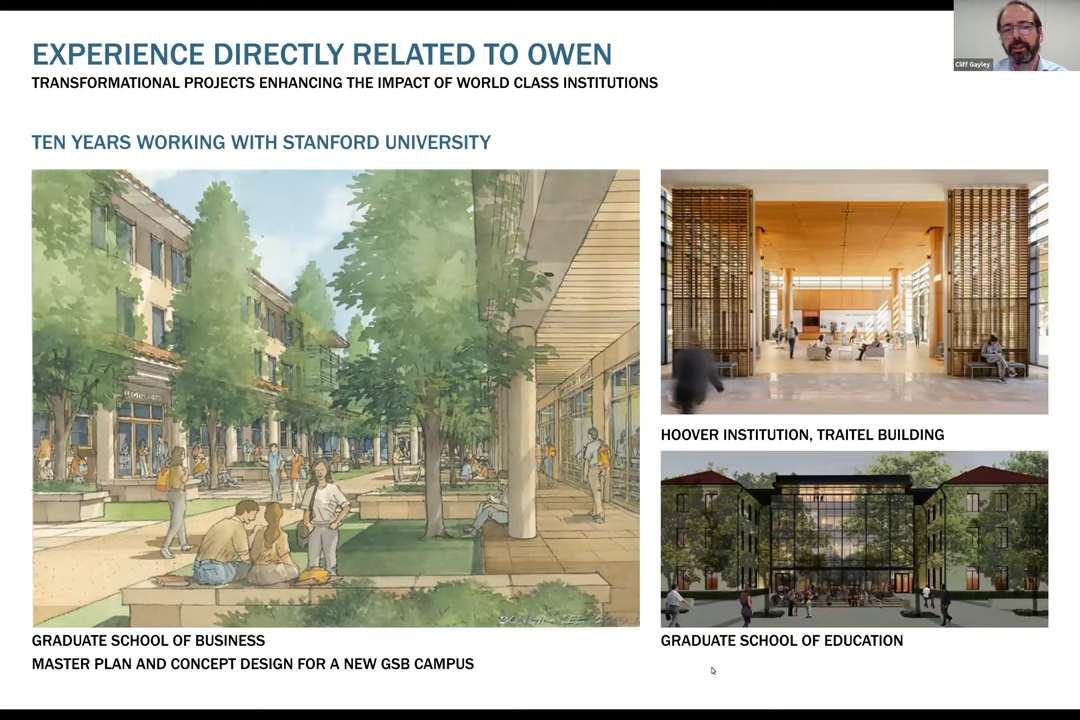 EXPERIENCE DIRECTLY RELATED TO OWEN
TRANSFORMATIONAL PROJECTS ENHANCING THE IMPACT OF WORLD CLASS INSTITUTIONS
Cliff Gayley
TEN YEARS WORKING WITH STANFORD UNIVERSITY
HOOVER INSTITUTION, TRAITEL BUILDING
GRADUATE SCHOOL OF BUSINESS
MASTER PLAN AND CONCEPT DESIGN FOR A NEW GSB CAMPUS
GRADUATE SCHOOL OF EDUCATION